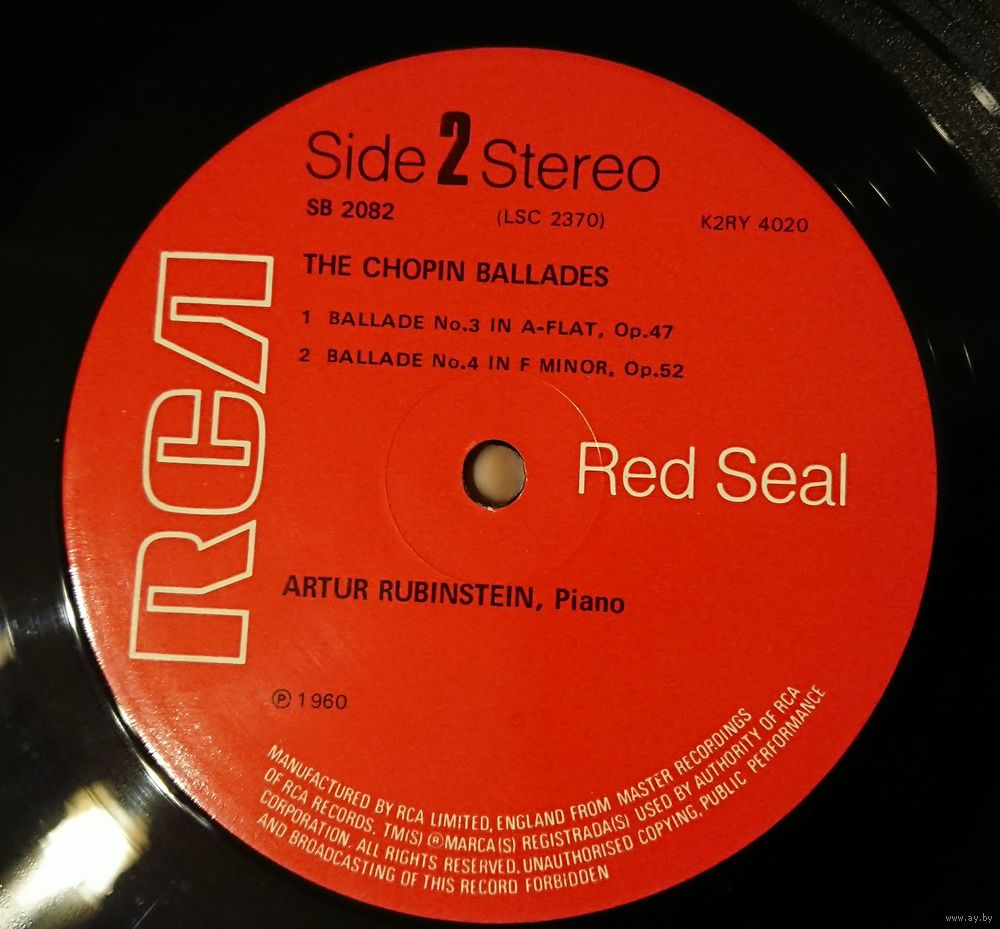 Side 2 Stereo
SB 2082 (LSC 2370) K2RY 4020
THE CHOPIN BALLADES
1 BALLADE No.3 IN A-FLAT, Op.47
2 BALLADE No.4 IN F MINOR, Op.52
RCA
Red Seal
ARTUR RUBINSTEIN, Piano
℗ 1960
MANUFACTURED BY RCA LIMITED, ENGLAND FROM MASTER RECORDINGS
OF RCA RECORDS. TM(S) ® MARCA(S) REGISTRADA(S) USED BY AUTHORITY OF RCA
CORPORATION. ALL RIGHTS RESERVED. UNAUTHORISED COPYING, PUBLIC PERFORMANCE
AND BROADCASTING OF THIS RECORD FORBIDDEN
www.ay.by